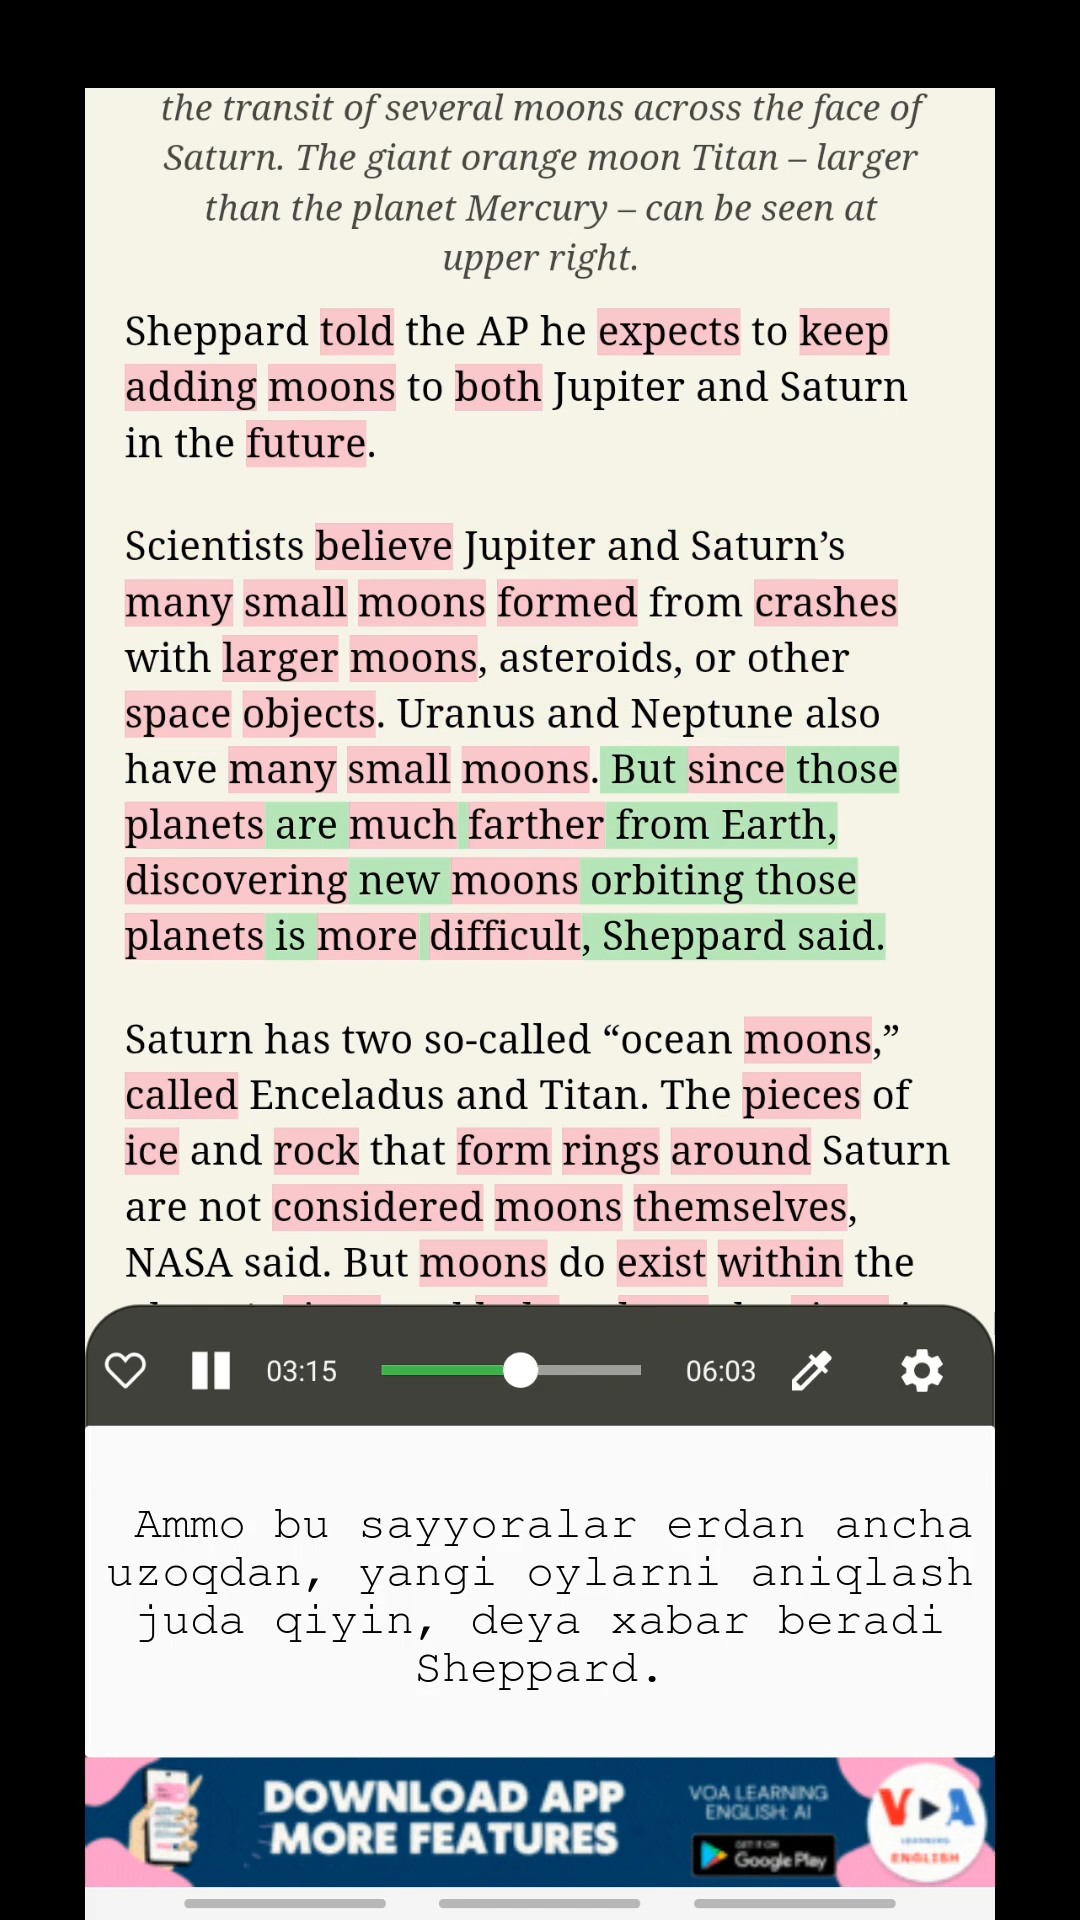 the transit of several moons across the face of
Saturn. The giant orange moon Titan – larger
than the planet Mercury – can be seen at
upper right.
Sheppard told the AP he expects to keep
adding moons to both Jupiter and Saturn
in the future.
Scientists believe Jupiter and Saturn’s
many small moons formed from crashes
with larger moons, asteroids, or other
space objects. Uranus and Neptune also
have many small moons. But since those
planets are much farther from Earth,
discovering new moons orbiting those
planets is more difficult, Sheppard said.
Saturn has two so-called “ocean moons,”
called Enceladus and Titan. The pieces of
ice and rock that form rings around Saturn
are not considered moons themselves,
NASA said. But moons do exist within the
03:15
06:03
Ammo bu sayyoralar erdan ancha
uzoqdan, yangi oylarni aniqlash
juda qiyin, deya xabar beradi
Sheppard.
DOWNLOAD APP
MORE FEATURES
VOA LEARNING
ENGLISH: AI
GET IT ON
Google Play
VOA
LEARNING
ENGLISH